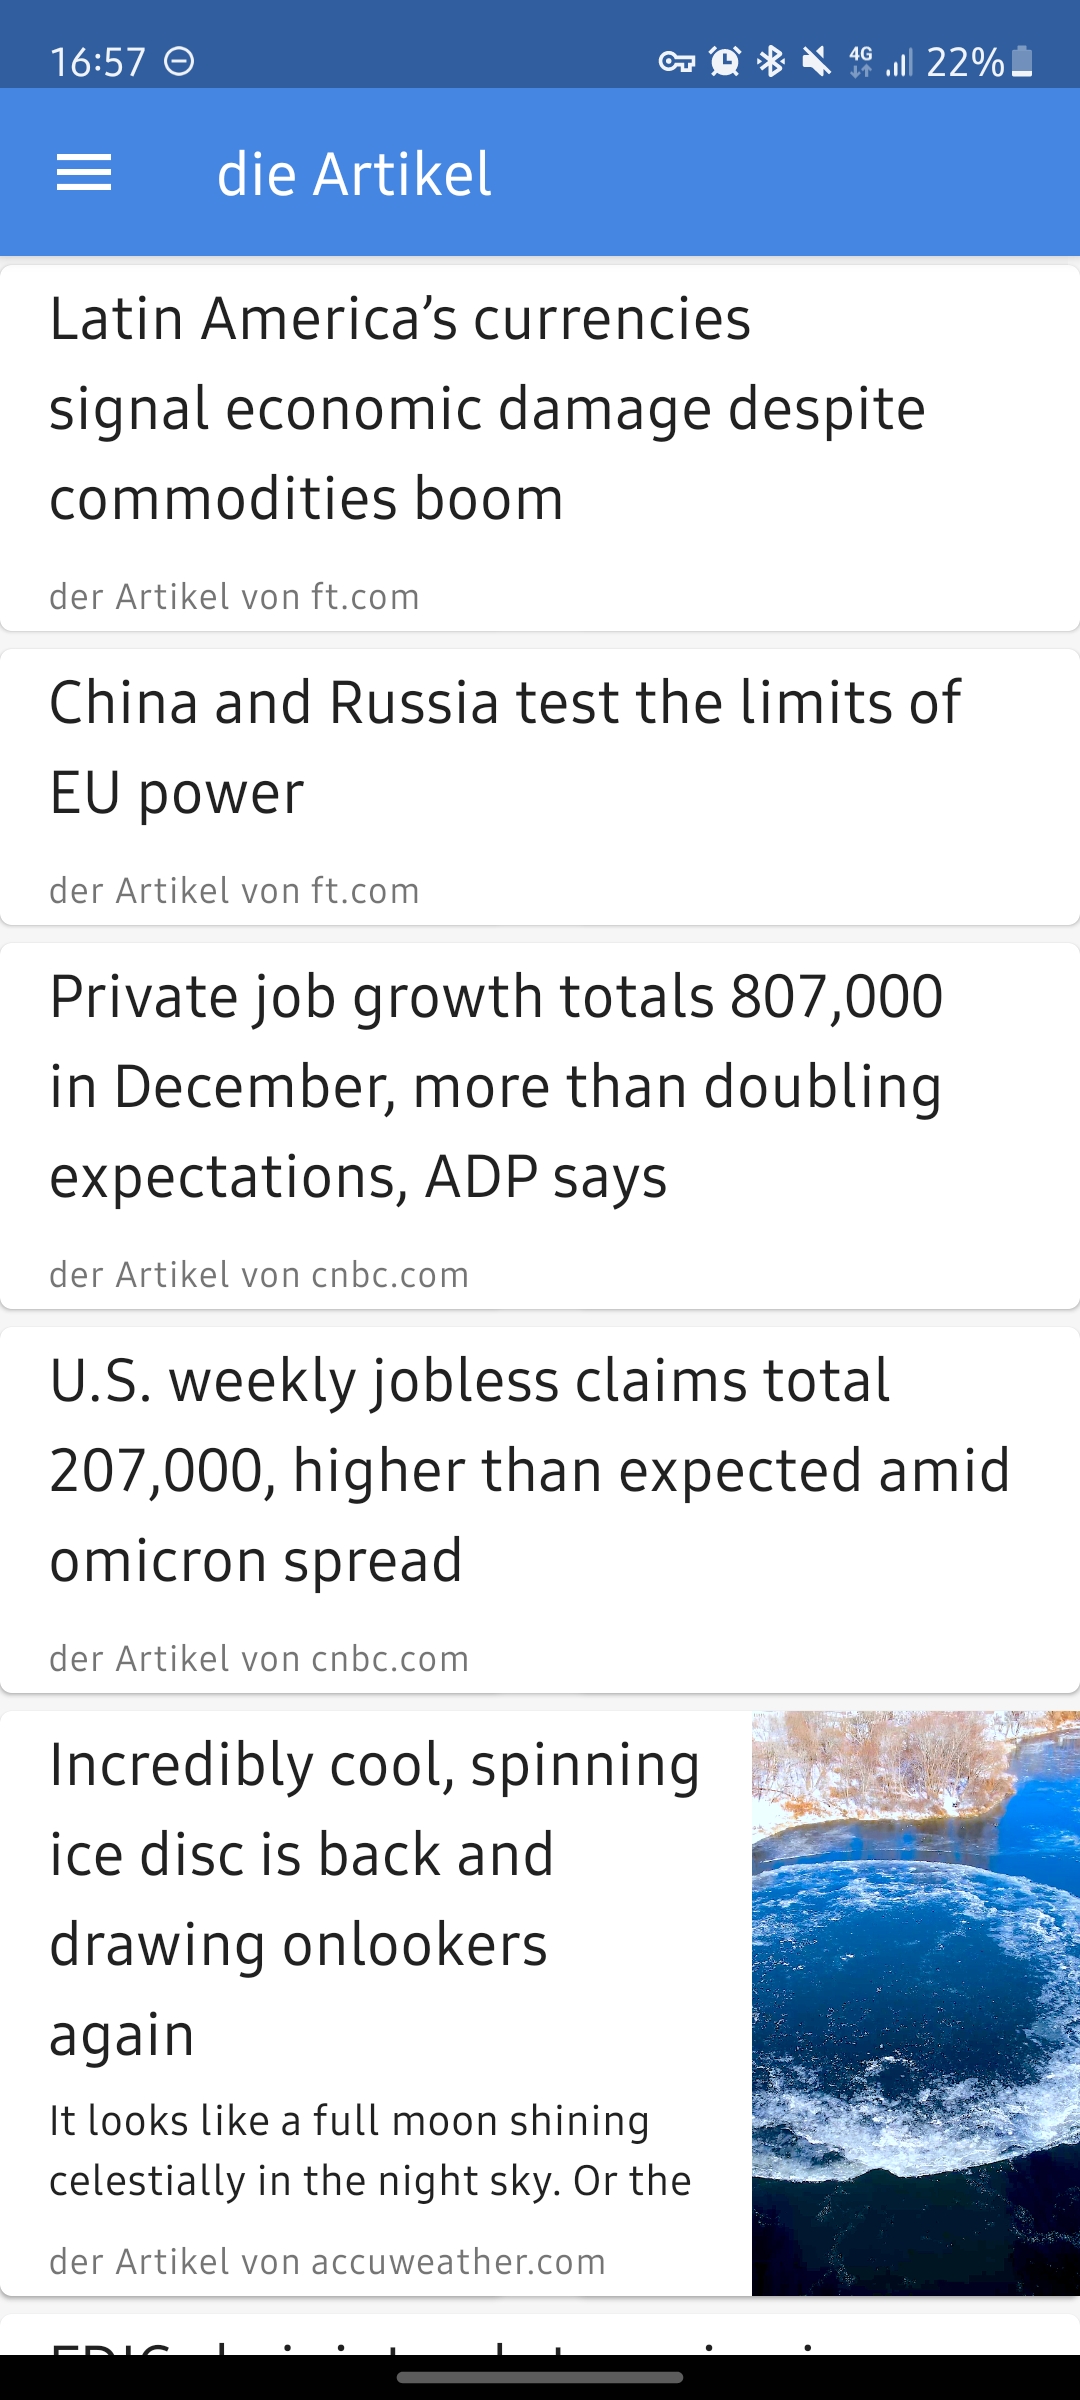 16:57
4G 22%
die Artikel
Latin America’s currencies
signal economic damage despite
commodities boom
der Artikel von ft.com
China and Russia test the limits of
EU power
der Artikel von ft.com
Private job growth totals 807,000
in December, more than doubling
expectations, ADP says
der Artikel von cnbc.com
U.S. weekly jobless claims total
207,000, higher than expected amid
omicron spread
der Artikel von cnbc.com
Incredibly cool, spinning
ice disc is back and
drawing onlookers
again
It looks like a full moon shining
celestially in the night sky. Or the
der Artikel von accuweather.com